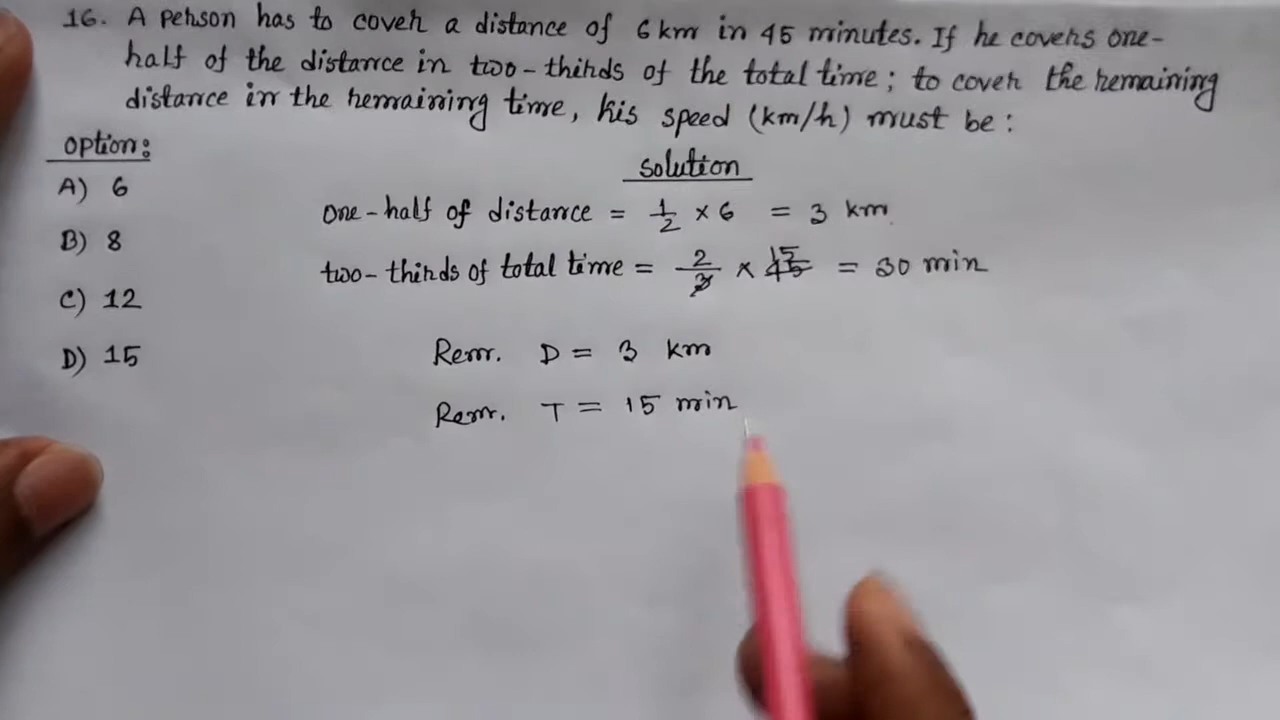 16. A person has to cover a distance of 6 km in 45 minutes. If he covers one-
half of the distance in two-thirds of the total time; to cover the remaining
distance in the remaining time, his speed (km/h) must be:
Option:
A) 6
B) 8
C) 12
D) 15
Solution
One-half of distance = 1/2 × 6 = 3 km
two-thirds of total time = 2/3 × 45 15 = 30 min
Rem. D = 3 km
Rem. T = 15 min